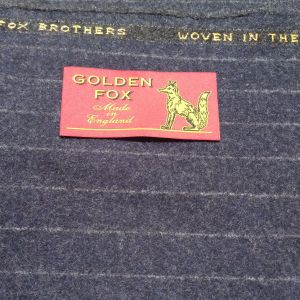 FOX BROTHERS WOVEN IN THE
GOLDEN
FOX
Made
in
England